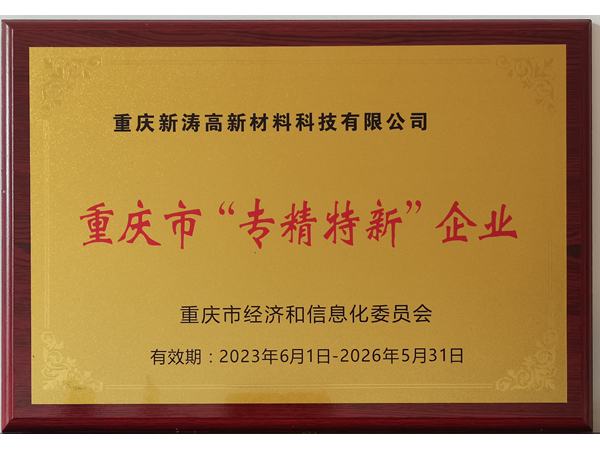 重庆新涛高新材料科技有限公司
重庆市“专精特新”企业
重庆市经济和信息化委员会
有效期：2023年6月1日-2026年5月31日